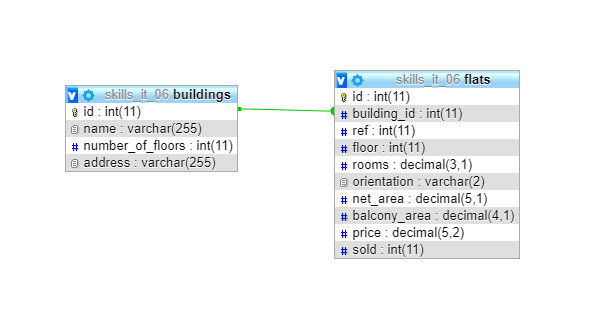 skills_it_06 buildings
id : int(11)
name : varchar(255)
number_of_floors : int(11)
address : varchar(255)
skills_it_06 flats
id : int(11)
building_id : int(11)
ref : int(11)
floor : int(11)
rooms : decimal(3,1)
orientation : varchar(2)
net_area : decimal(5,1)
balcony_area : decimal(4,1)
price : decimal(5,2)
sold : int(11)